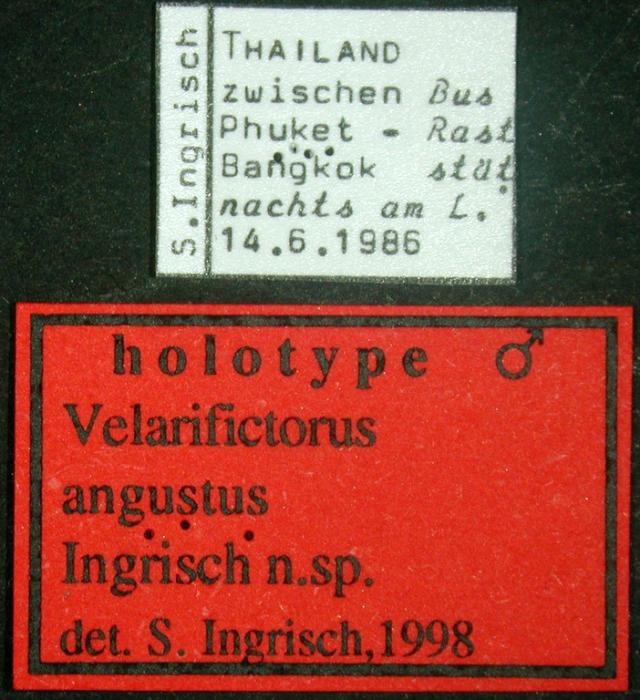 S. Ingrisch
THAILAND
zwischen Bus
Phuket - Rast
Bangkok stät
nachts am L.
14.6.1986
holotype ♂
Velarifictorus
angustus
Ingrisch n.sp.
det. S. Ingrisch,1998